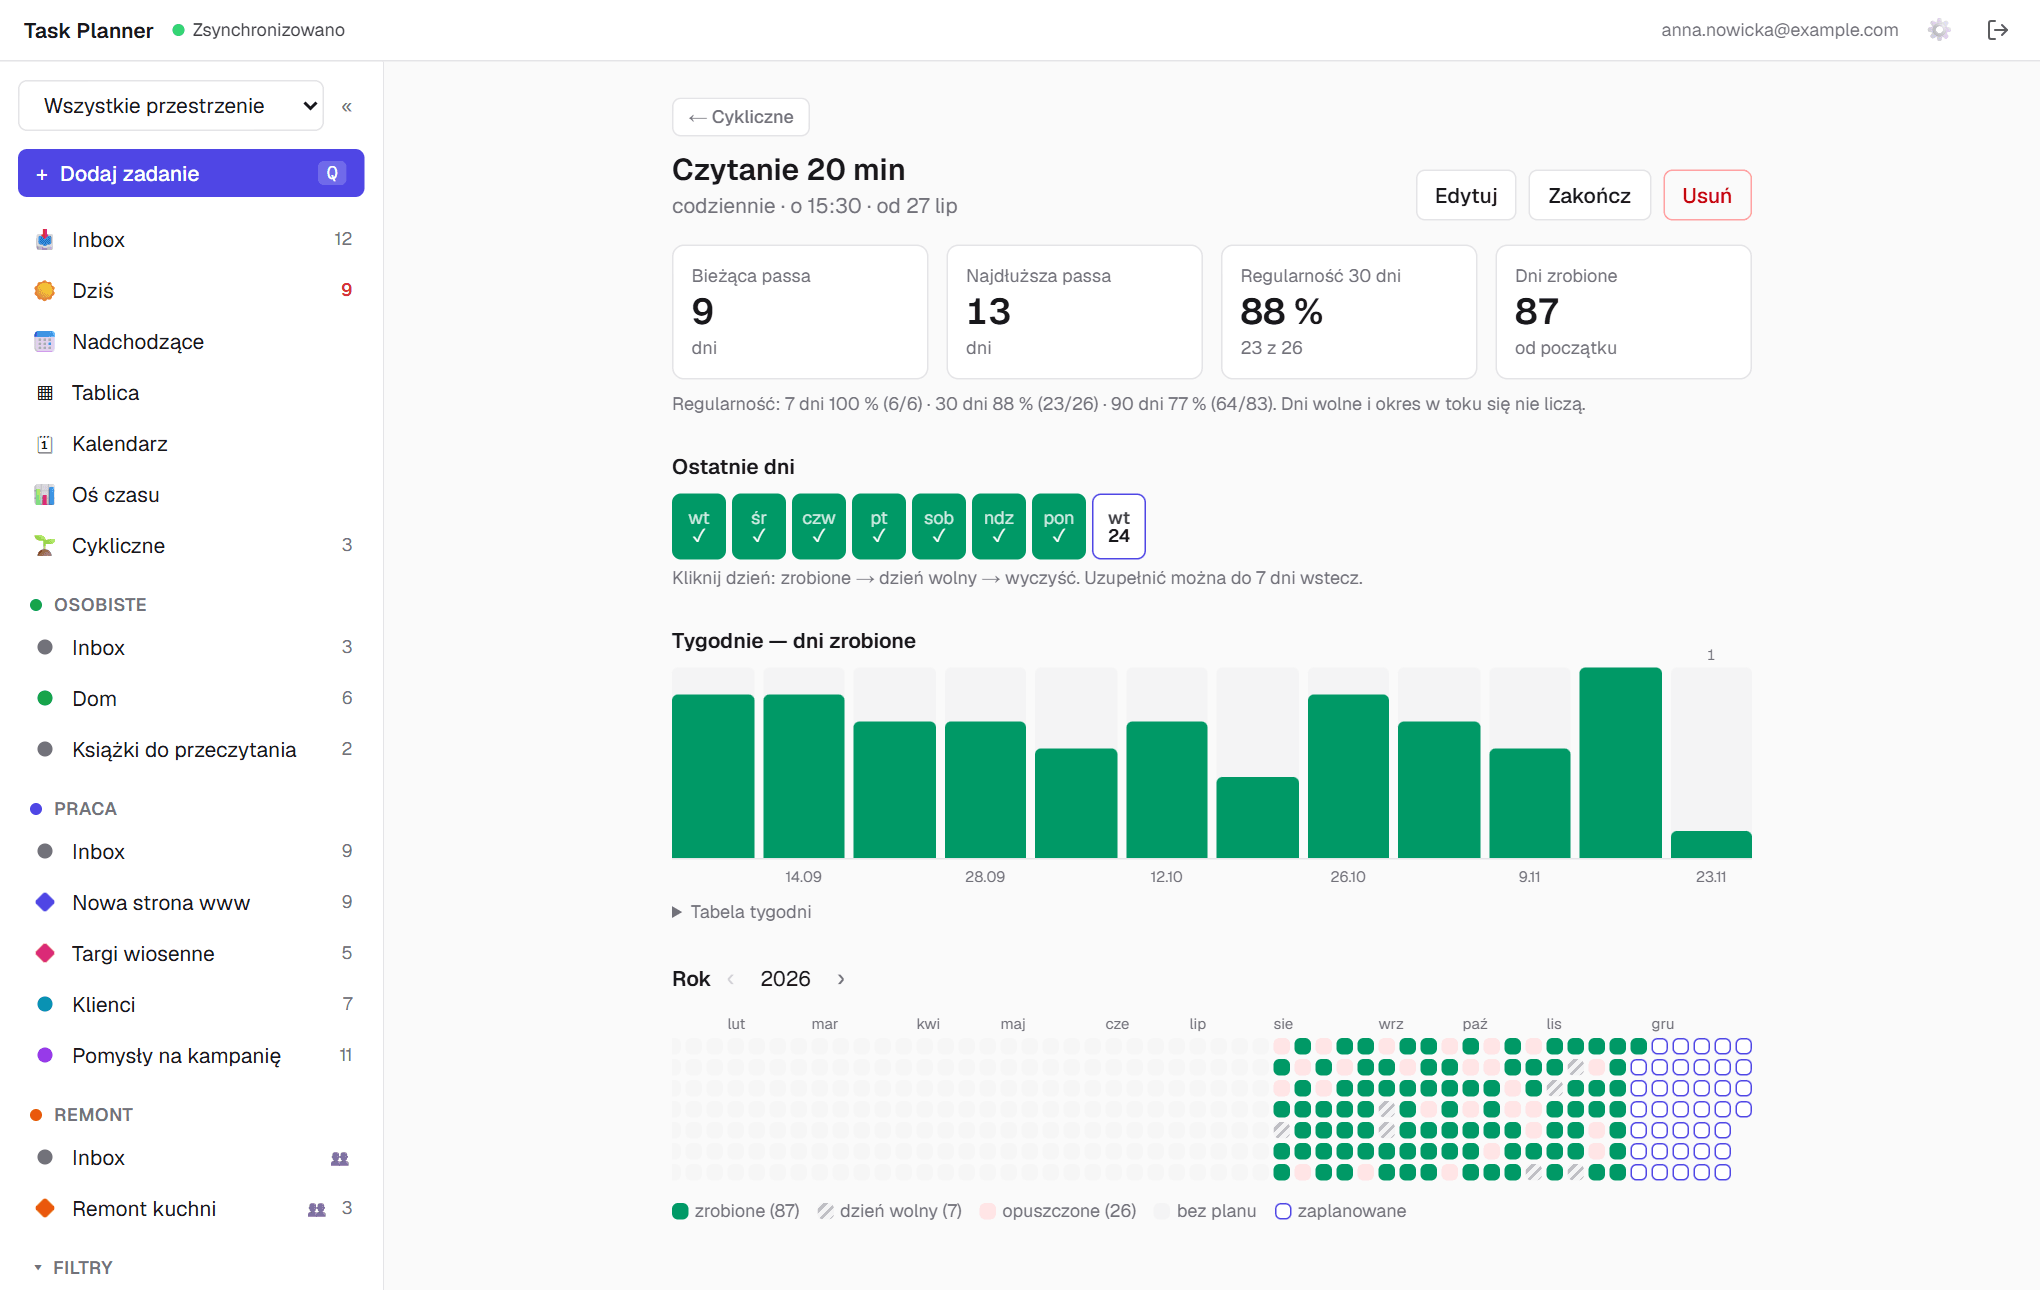 Task Planner
Zsynchronizowano
anna.nowicka@example.com
Wszystkie przestrzenie
«
+ Dodaj zadanie Q
Inbox 12
Dziś 9
Nadchodzące
Tablica
1 Kalendarz
Oś czasu
Cykliczne 3
OSOBISTE
Inbox 3
Dom 6
Książki do przeczytania 2
PRACA
Inbox 9
Nowa strona www 9
Targi wiosenne 5
Klienci 7
Pomysły na kampanię 11
REMONT
Inbox
Remont kuchni 3
FILTRY
← Cykliczne
Czytanie 20 min
codziennie · o 15:30 · od 27 lip
Edytuj
Zakończ
Usuń
Bieżąca passa
9
dni
Najdłuższa passa
13
dni
Regularność 30 dni
88 %
23 z 26
Dni zrobione
87
od początku
Regularność: 7 dni 100 % (6/6) · 30 dni 88 % (23/26) · 90 dni 77 % (64/83). Dni wolne i okres w toku się nie liczą.
Ostatnie dni
wt śr czw pt sob ndz pon wt
✓ ✓ ✓ ✓ ✓ ✓ ✓ 24
Kliknij dzień: zrobione → dzień wolny → wyczyść. Uzupełnić można do 7 dni wstecz.
Tygodnie — dni zrobione
1
14.09 28.09 12.10 26.10 9.11 23.11
▶ Tabela tygodni
Rok ‹ 2026 ›
lut mar kwi maj cze lip sie wrz paź lis gru
zrobione (87) dzień wolny (7) opuszczone (26) bez planu zaplanowane